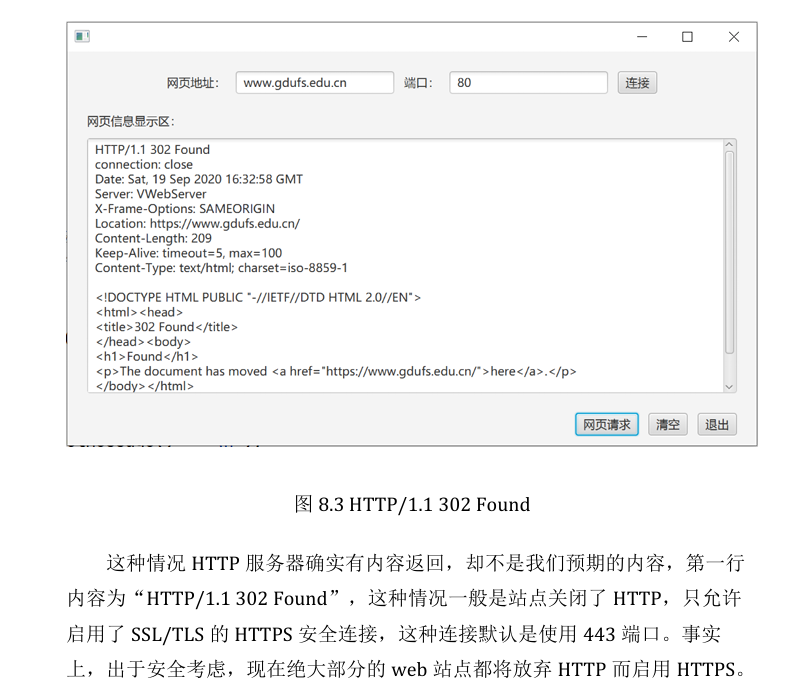 网页地址： www.gdufs.edu.cn 端口： 80 连接
网页信息显示区：
HTTP/1.1 302 Found
connection: close
Date: Sat, 19 Sep 2020 16:32:58 GMT
Server: VWebServer
X-Frame-Options: SAMEORIGIN
Location: https://www.gdufs.edu.cn/
Content-Length: 209
Keep-Alive: timeout=5, max=100
Content-Type: text/html; charset=iso-8859-1
<!DOCTYPE HTML PUBLIC "-//IETF//DTD HTML 2.0//EN">
<html><head>
<title>302 Found</title>
</head><body>
<h1>Found</h1>
<p>The document has moved <a href="https://www.gdufs.edu.cn/">here</a>.</p>
</body></html>
网页请求 清空 退出
图 8.3 HTTP/1.1 302 Found
这种情况 HTTP 服务器确实有内容返回，却不是我们预期的内容，第一行
内容为“HTTP/1.1 302 Found”，这种情况一般是站点关闭了 HTTP，只允许
启用了 SSL/TLS 的 HTTPS 安全连接，这种连接默认是使用 443 端口。事实
上，出于安全考虑，现在绝大部分的 web 站点都将放弃 HTTP 而启用 HTTPS。